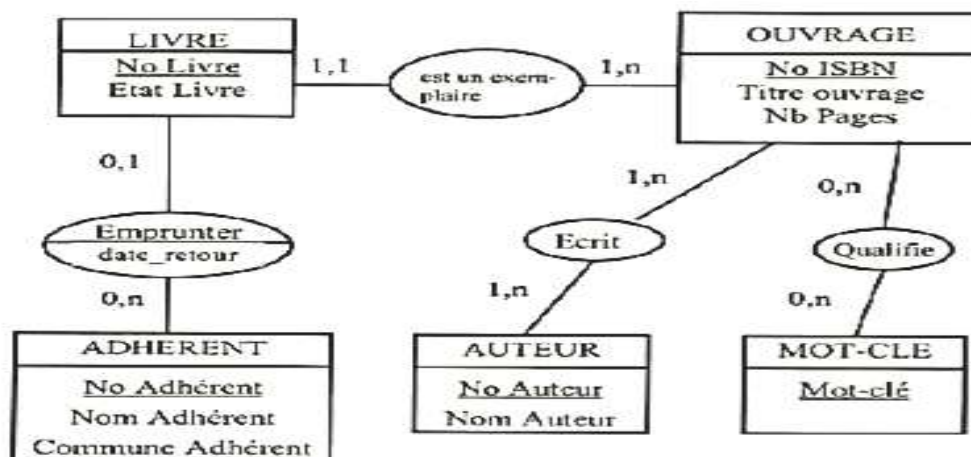 LIVRE
No Livre
Etat Livre
1,1
est un exem-
plaire
1,n
OUVRAGE
No ISBN
Titre ouvrage
Nb Pages
0,1
1,n
0,n
Emprunter
date_retour
Ecrit
Qualifie
0,n
1,n
0,n
ADHERENT
No Adhérent
Nom Adhérent
Commune Adhérent
AUTEUR
No Auteur
Nom Auteur
MOT-CLE
Mot-clé